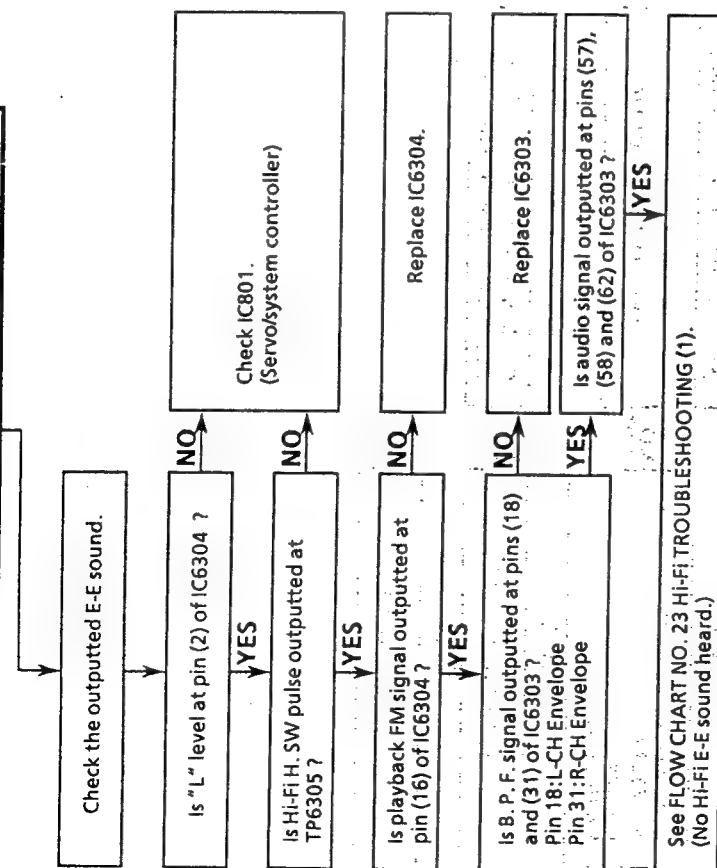 Check the outputted E-E sound.
Is "L" level at pin (2) of IC6304 ?
NO
Check IC801.
(Servo/system controller)
YES
Is Hi-Fi H. SW pulse outputted at
TP6305 ?
NO
YES
Is playback FM signal outputted at
pin (16) of IC6304 ?
NO
Replace IC6304.
YES
Is B. P. F. signal outputted at pins (18)
and (31) of IC6303 ?
Pin 18:L-CH Envelope
Pin 31:R-CH Envelope
NO
Replace IC6303.
YES
Is audio signal outputted at pins (57),
(58) and (62) of IC6303 ?
YES
See FLOW CHART NO. 23 Hi-Fi TROUBLESHOOTING (1).
(No Hi-Fi E-E sound heard.)